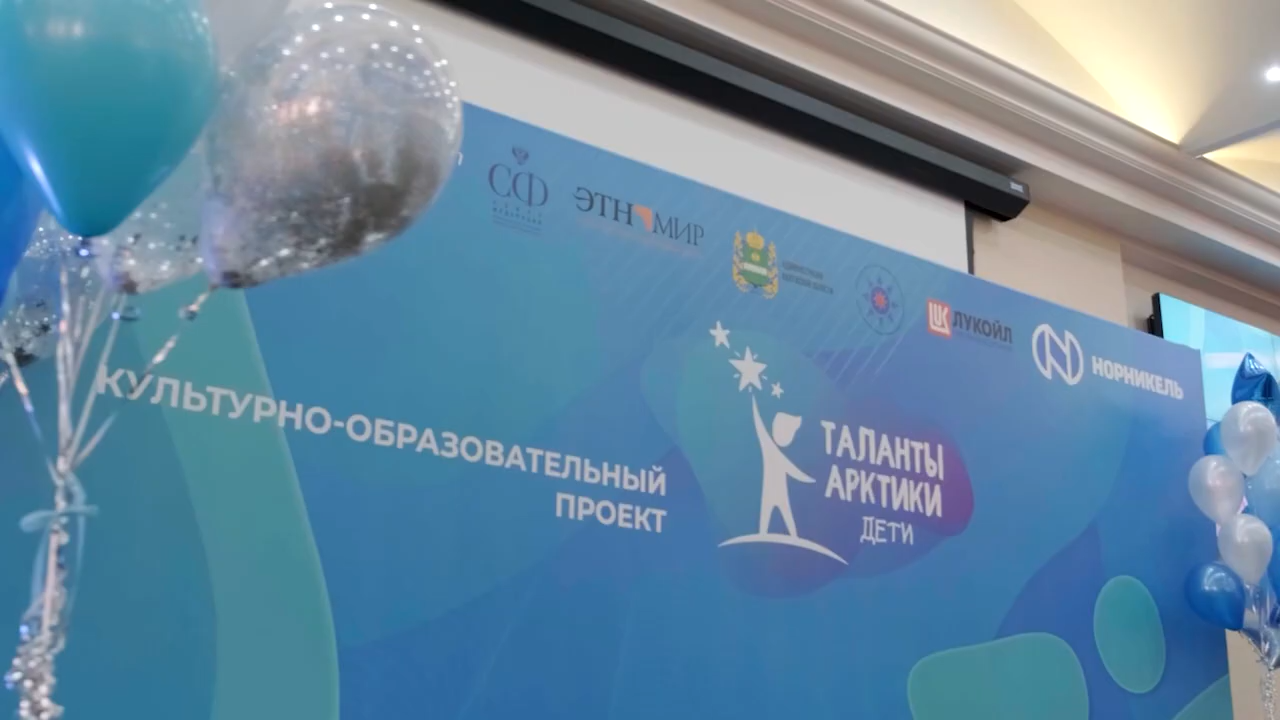 СФ
ЭТНОМИР
ЛУКОЙЛ
НОРНИКЕЛЬ
КУЛЬТУРНО-ОБРАЗОВАТЕЛЬНЫЙ
ПРОЕКТ
ТАЛАНТЫ
АРКТИКИ
ДЕТИ